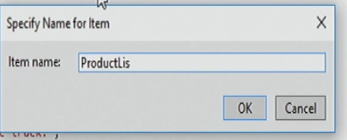 Specify Name for Item
Item name: ProductLis
OK Cancel